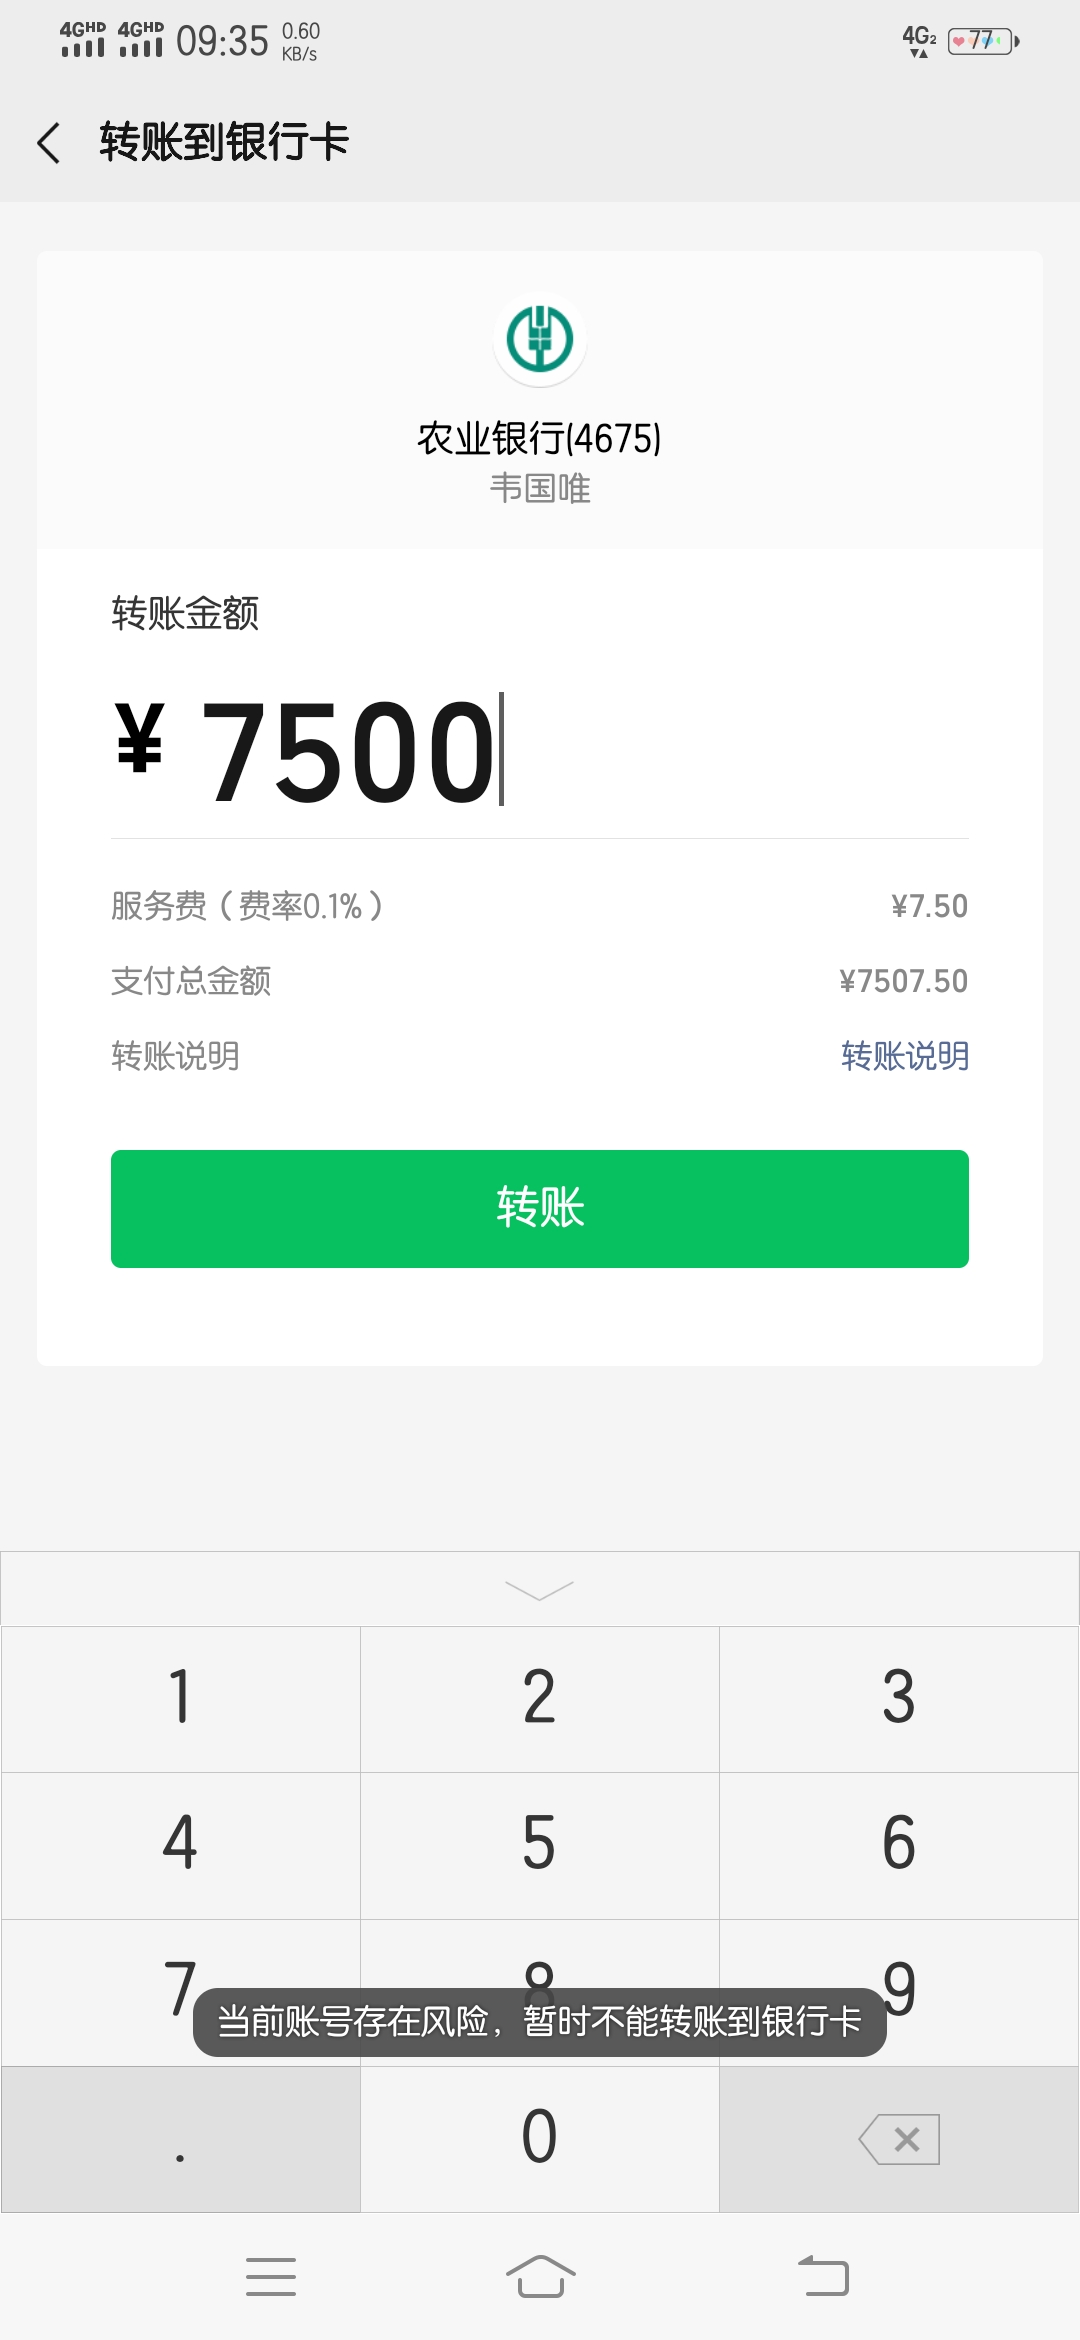 4GHD 4GHD 09:35 0.60 KB/s 4G2 77
转账到银行卡
农业银行(4675)
韦国唯
转账金额
¥ 7500
服务费（费率0.1%） ¥7.50
支付总金额 ¥7507.50
转账说明 转账说明
转账
1 2 3
4 5 6
7 8 9
当前账号存在风险，暂时不能转账到银行卡
. 0